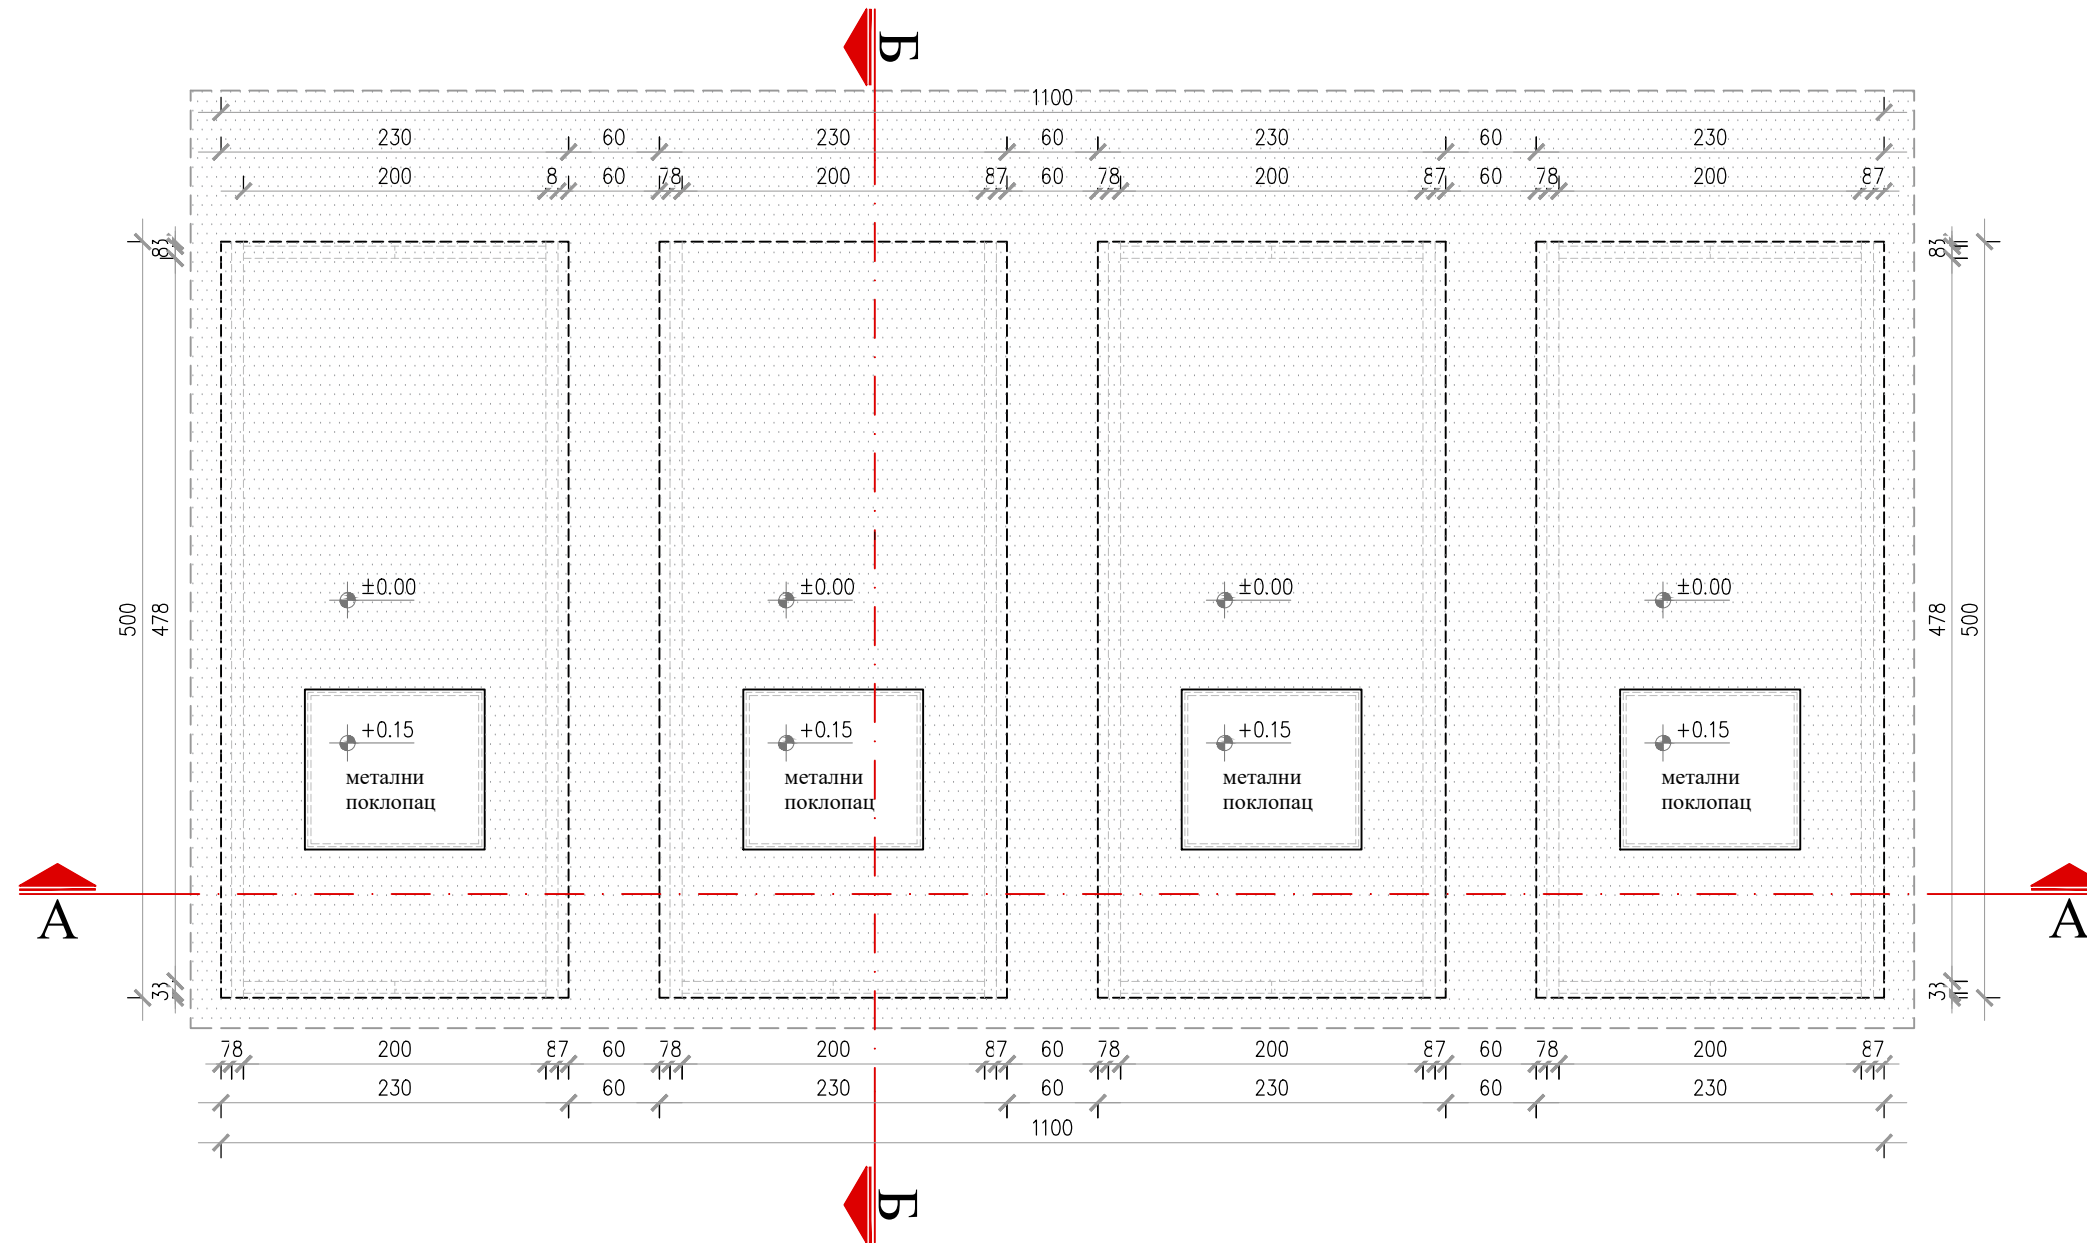 Б
1100
230 60 230 60 230 60 230
200 8 60 78 200 87 60 78 200 87 60 78 200 87
83 83
±0.00 ±0.00 ±0.00 ±0.00
500 478 478 500
+0.15 +0.15 +0.15 +0.15
метални метални метални метални
поклопац поклопац поклопац поклопац
А А
33 33
78 200 87 60 78 200 87 60 78 200 87 60 78 200 87
230 60 230 60 230 60 230
1100
Б